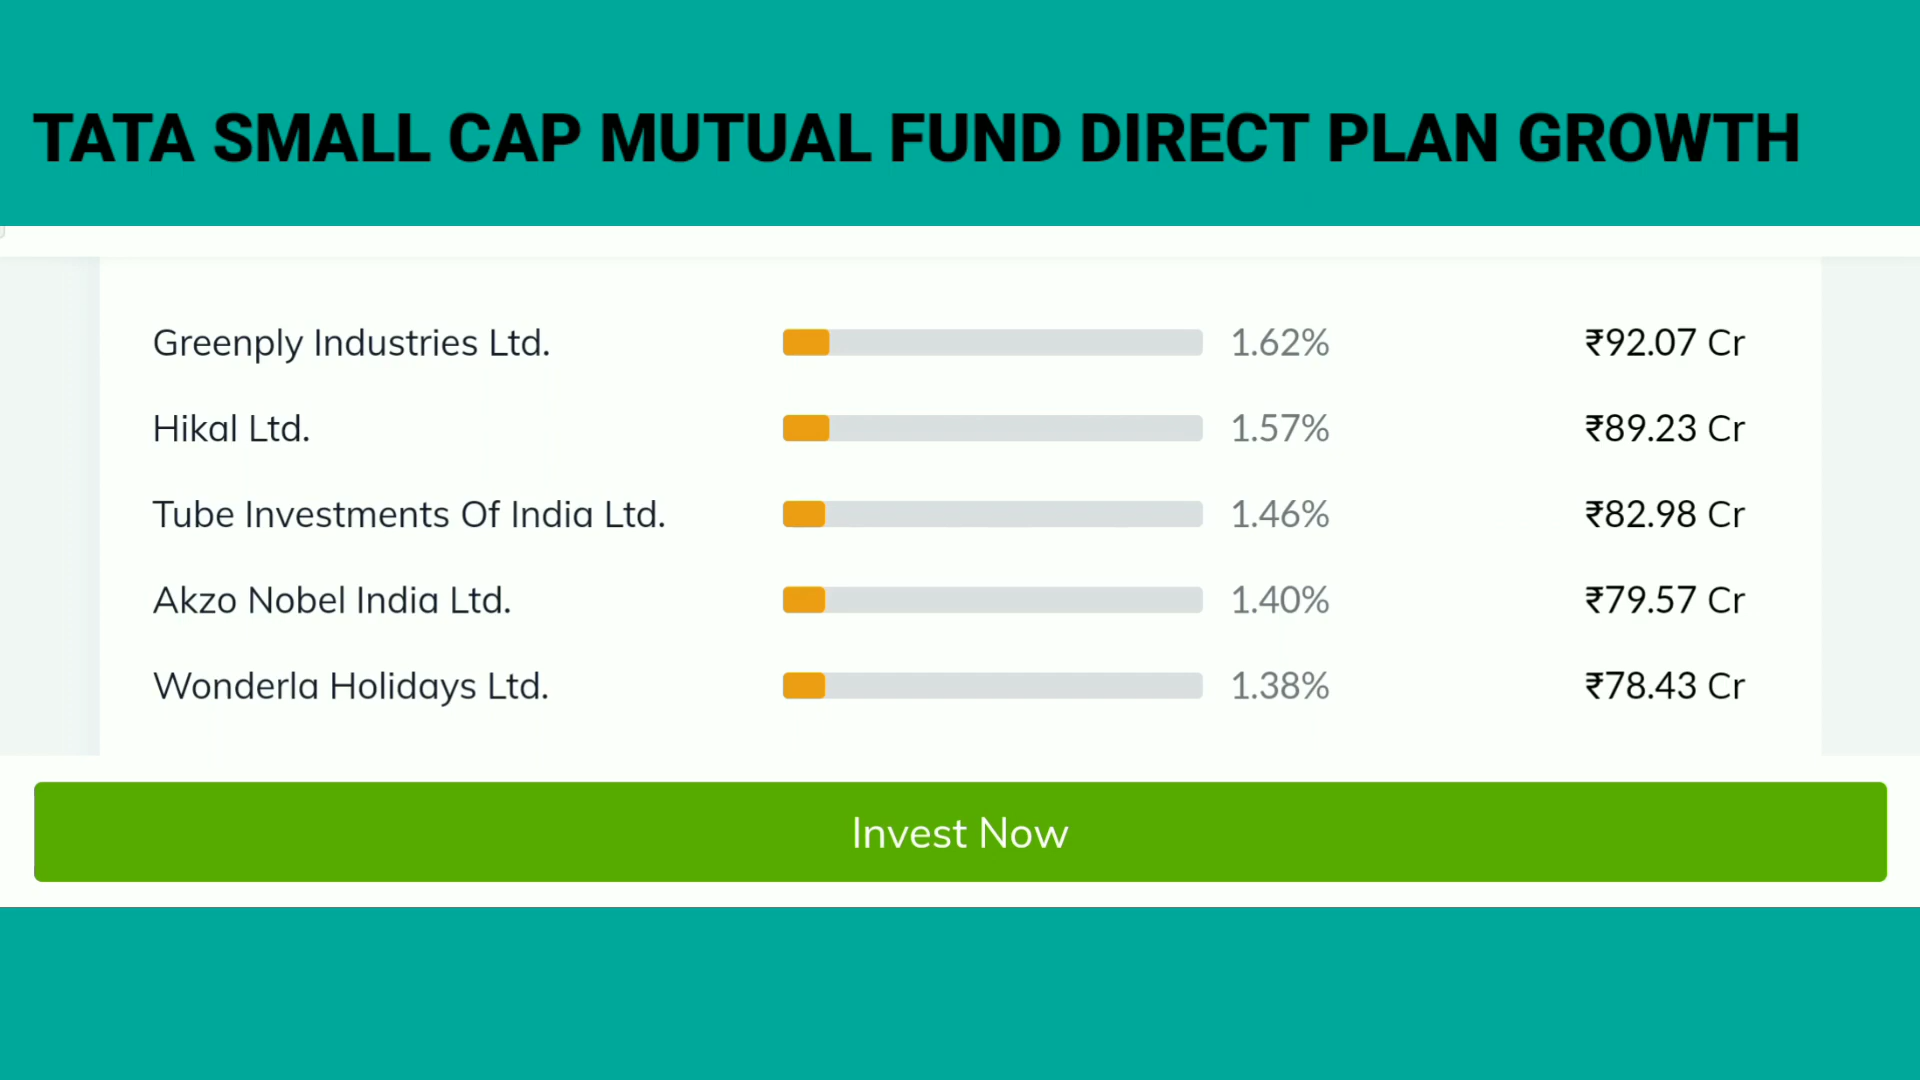 TATA SMALL CAP MUTUAL FUND DIRECT PLAN GROWTH
Greenply Industries Ltd. 1.62% ₹92.07 Cr
Hikal Ltd. 1.57% ₹89.23 Cr
Tube Investments Of India Ltd. 1.46% ₹82.98 Cr
Akzo Nobel India Ltd. 1.40% ₹79.57 Cr
Wonderla Holidays Ltd. 1.38% ₹78.43 Cr
Invest Now